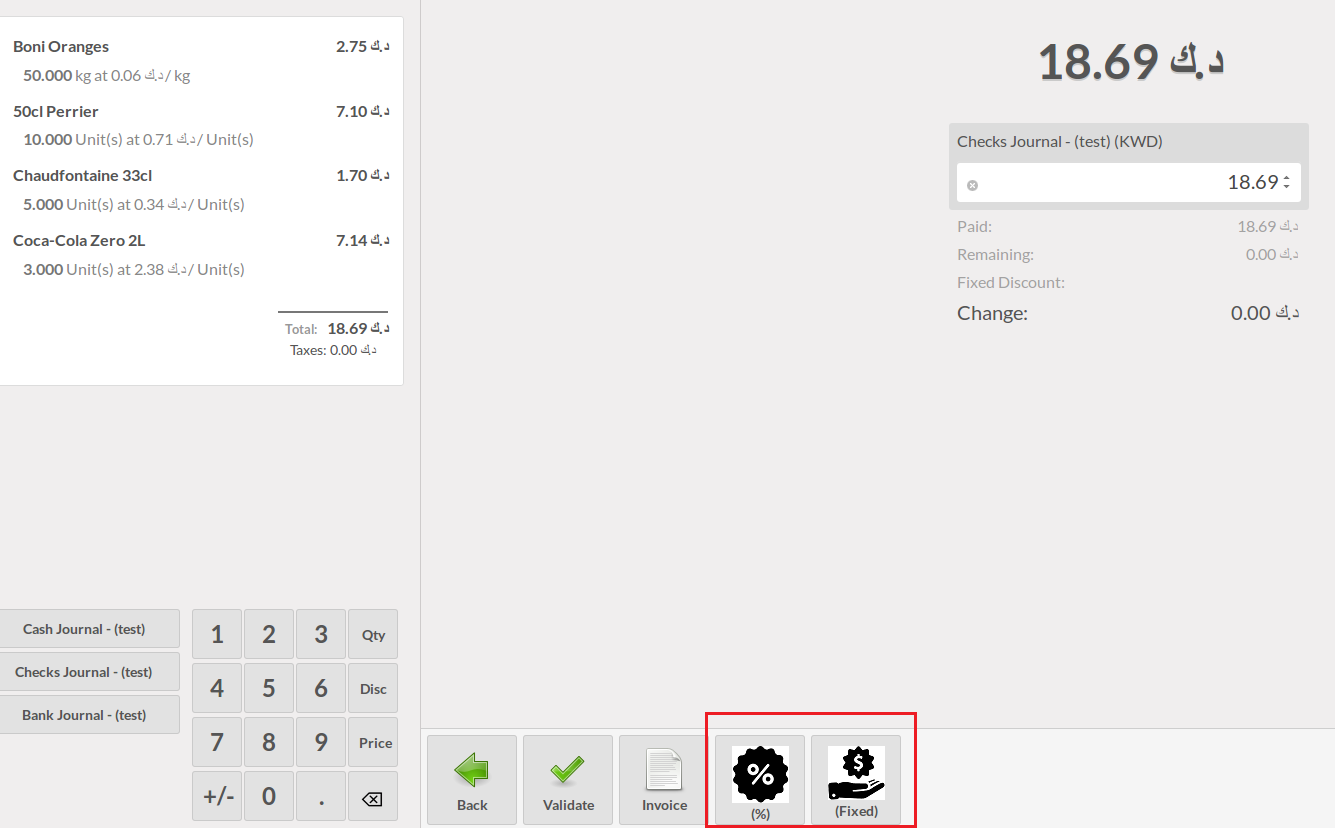 Boni Oranges 2.75 د.ك
50.000 kg at 0.06 د.ك / kg
50cl Perrier 7.10 د.ك
10.000 Unit(s) at 0.71 د.ك / Unit(s)
Chaudfontaine 33cl 1.70 د.ك
5.000 Unit(s) at 0.34 د.ك / Unit(s)
Coca-Cola Zero 2L 7.14 د.ك
3.000 Unit(s) at 2.38 د.ك / Unit(s)
Total: 18.69 د.ك
Taxes: 0.00 د.ك
18.69 د.ك
Checks Journal - (test) (KWD)
18.69
Paid: 18.69 د.ك
Remaining: 0.00 د.ك
Fixed Discount:
Change: 0.00 د.ك
Cash Journal - (test)
Checks Journal - (test)
Bank Journal - (test)
1 2 3 Qty
4 5 6 Disc
7 8 9 Price
+/- 0 .
Back
Validate
Invoice
%
(%)
$
(Fixed)